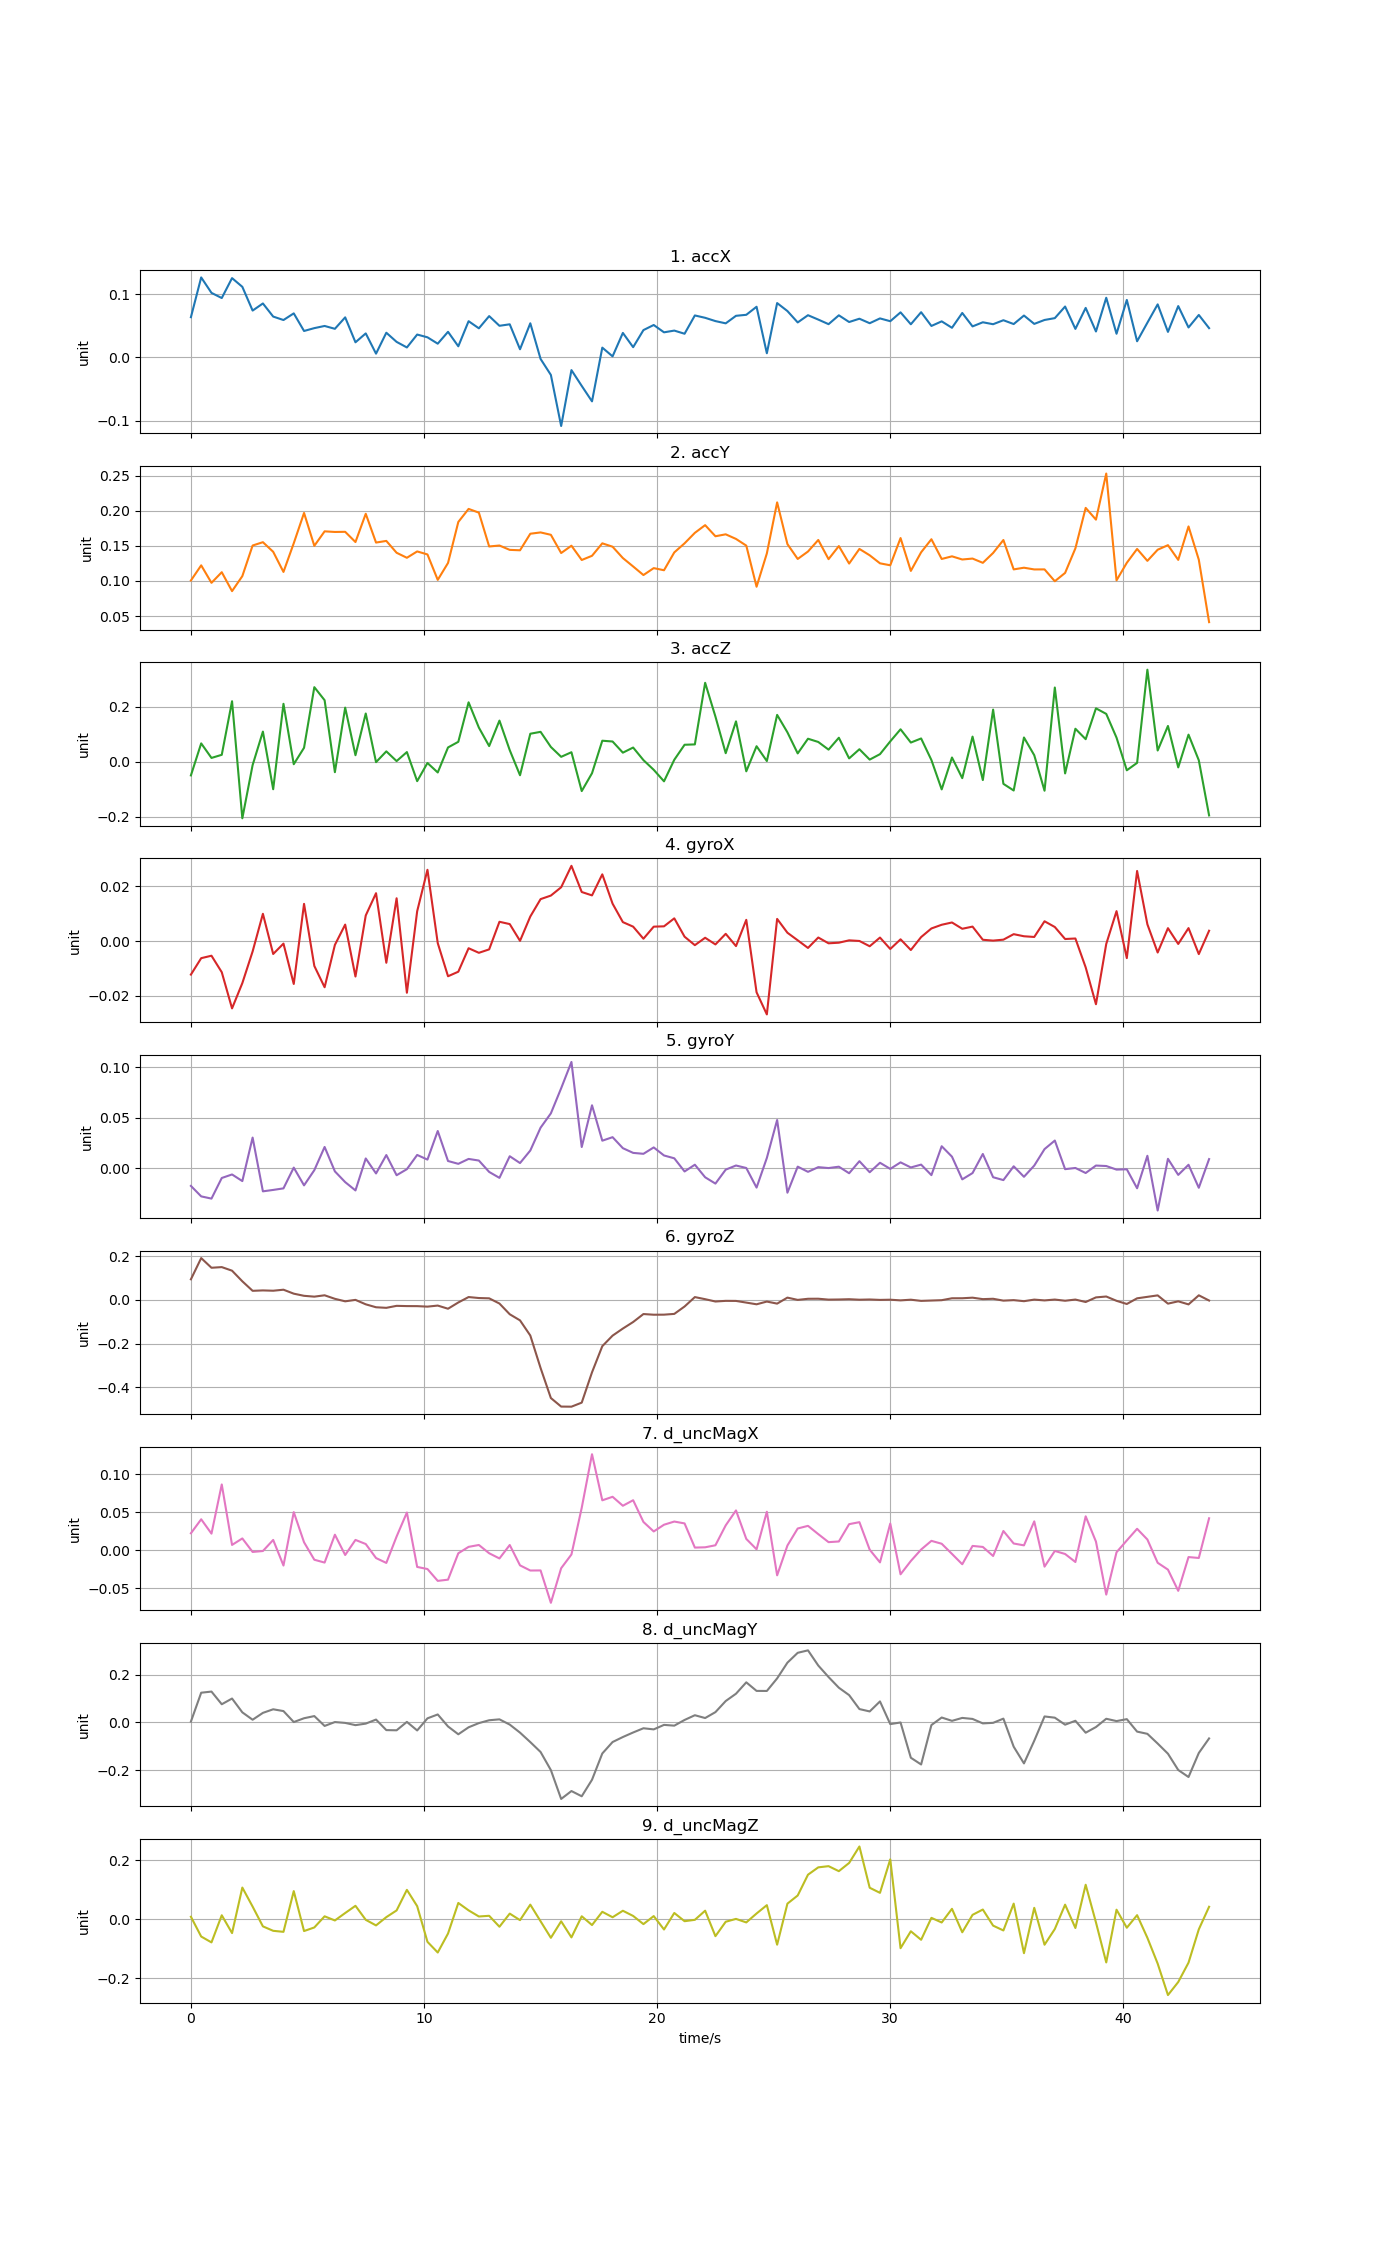 1. accX
0.1
0.0
−0.1
unit
2. accY
0.25
0.20
0.15
0.10
0.05
unit
3. accZ
0.2
0.0
−0.2
unit
4. gyroX
0.02
0.00
−0.02
unit
5. gyroY
0.10
0.05
0.00
unit
6. gyroZ
0.2
0.0
−0.2
−0.4
unit
7. d_uncMagX
0.10
0.05
0.00
−0.05
unit
8. d_uncMagY
0.2
0.0
−0.2
unit
9. d_uncMagZ
0.2
0.0
−0.2
unit
0 10 20 30 40
time/s